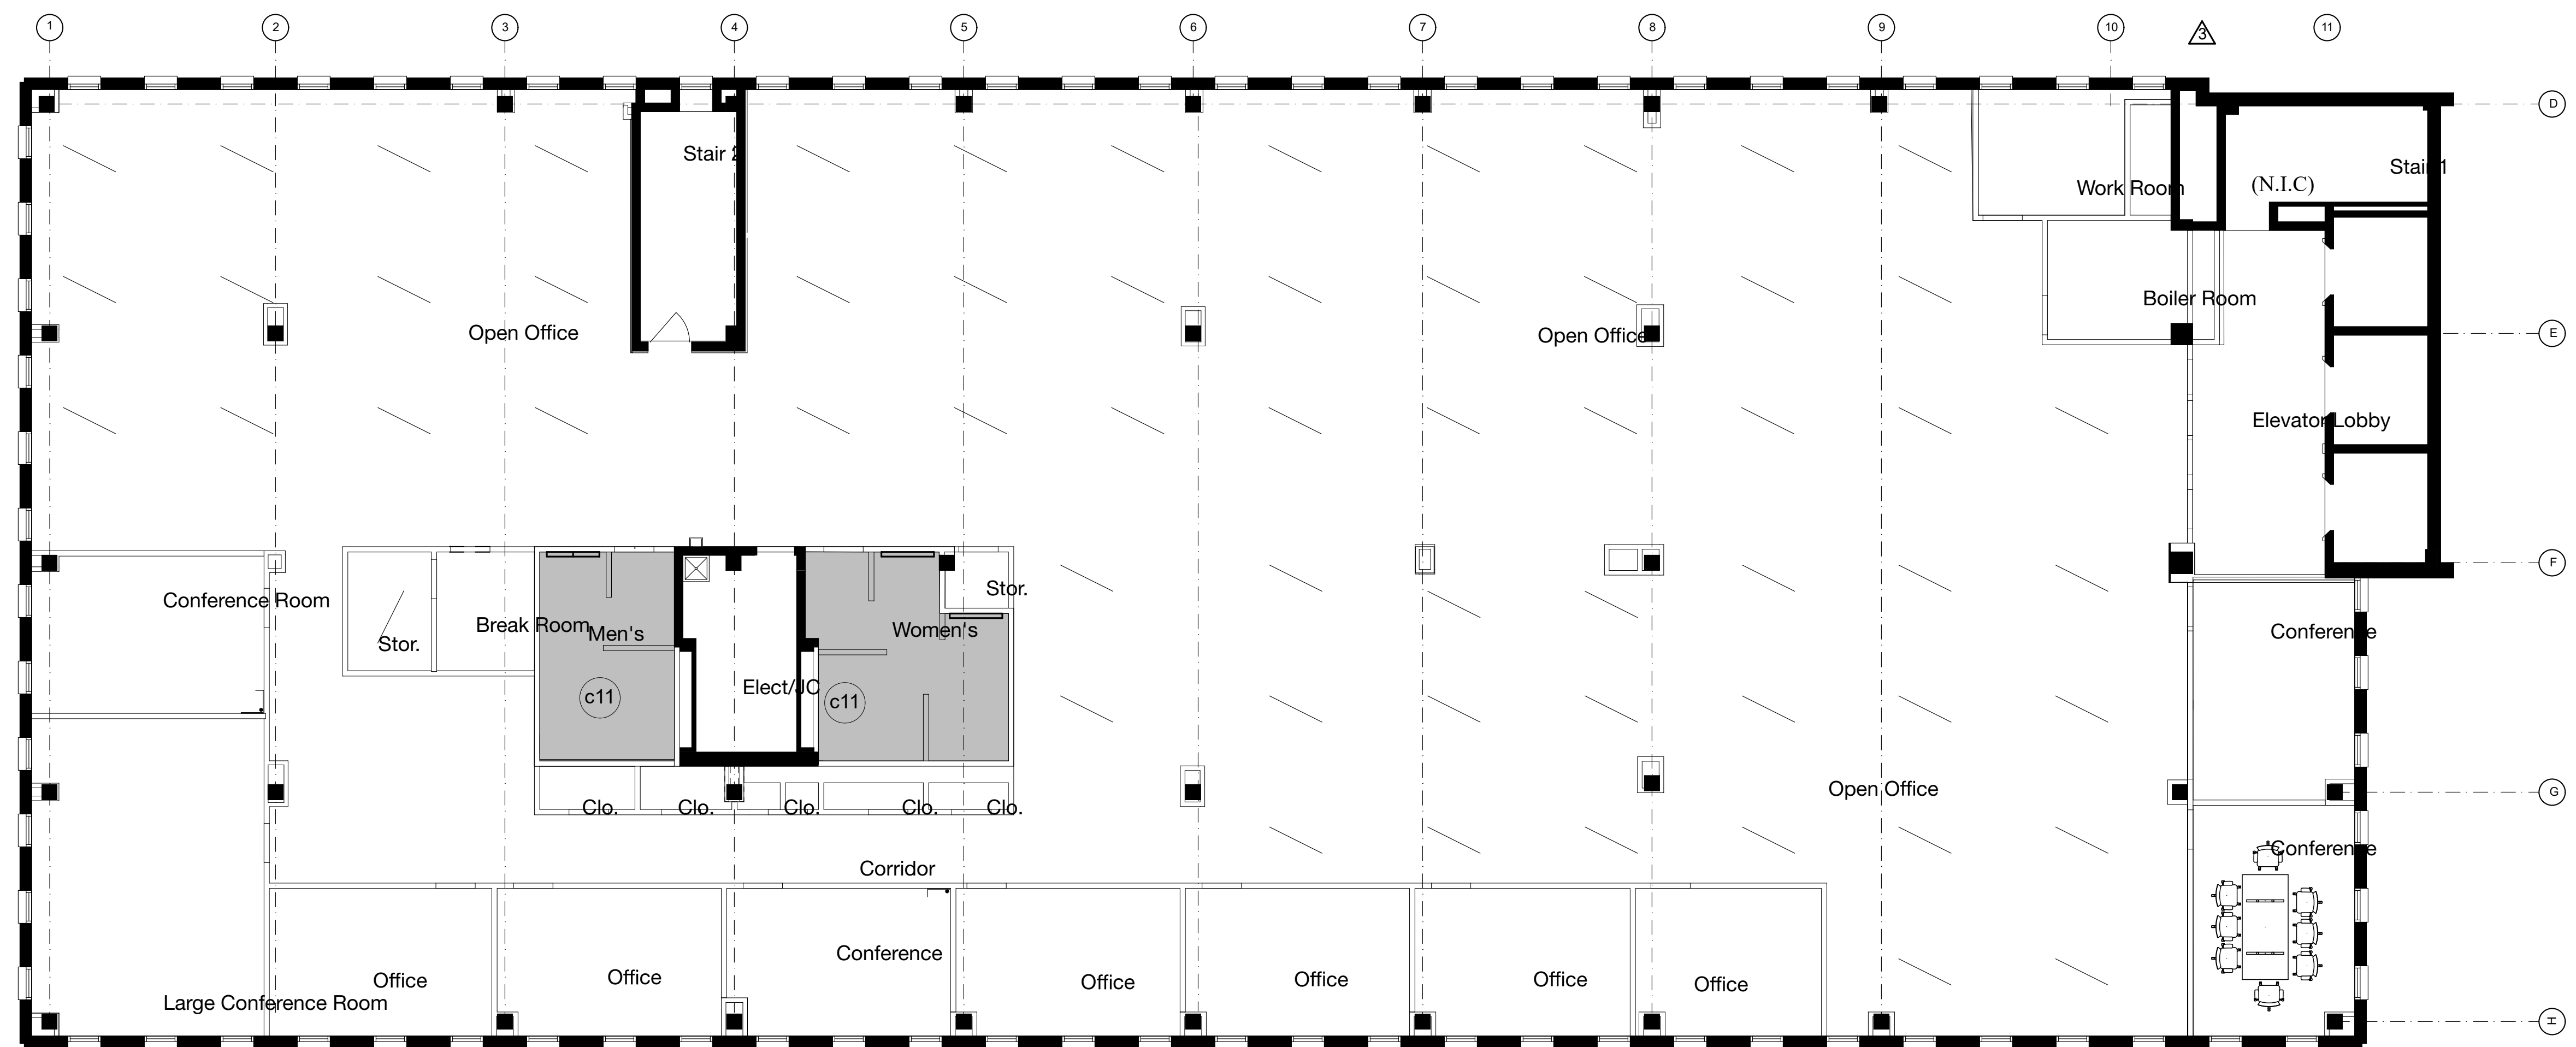 1
2
3
4
5
6
7
8
9
10
3
11
D
Stair 2
Stair 1
(N.I.C)
Work Room
Boiler Room
Open Office
Open Office
E
Elevator Lobby
F
Conference Room
Stor.
Break Room
Men's
Stor.
Women's
Conference
Elect/JC
c11
c11
Open Office
G
Clo.
Clo.
Clo.
Clo.
Clo.
Conference
Corridor
Conference
Office
Office
Office
Office
Office
Office
Large Conference Room
H